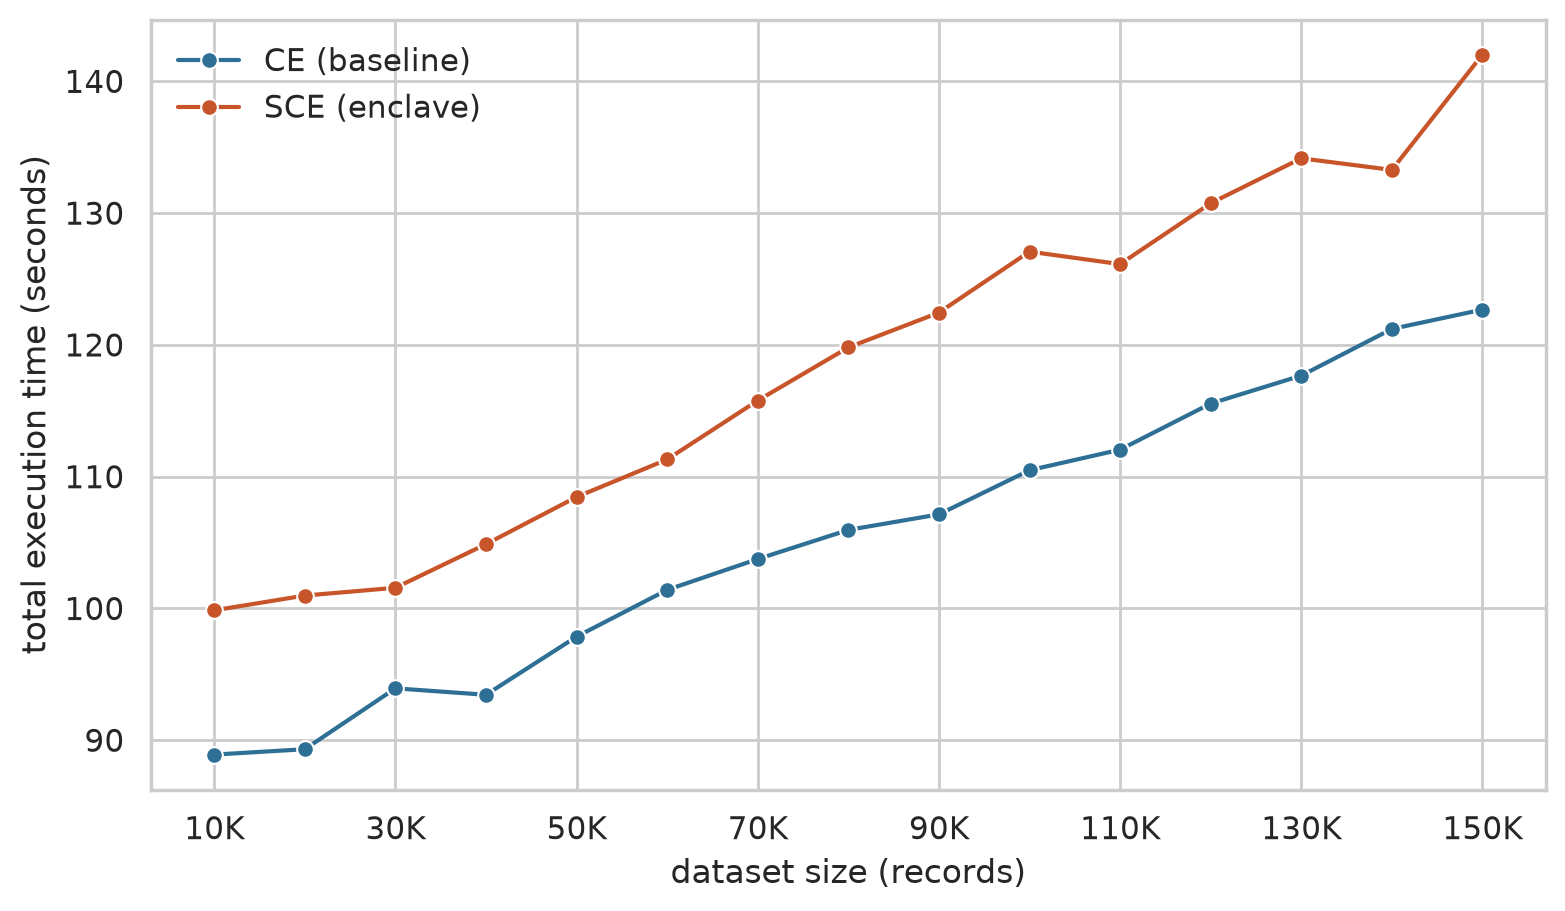 CE (baseline)
SCE (enclave)
140
130
120
110
100
90
total execution time (seconds)
10K 30K 50K 70K 90K 110K 130K 150K
dataset size (records)